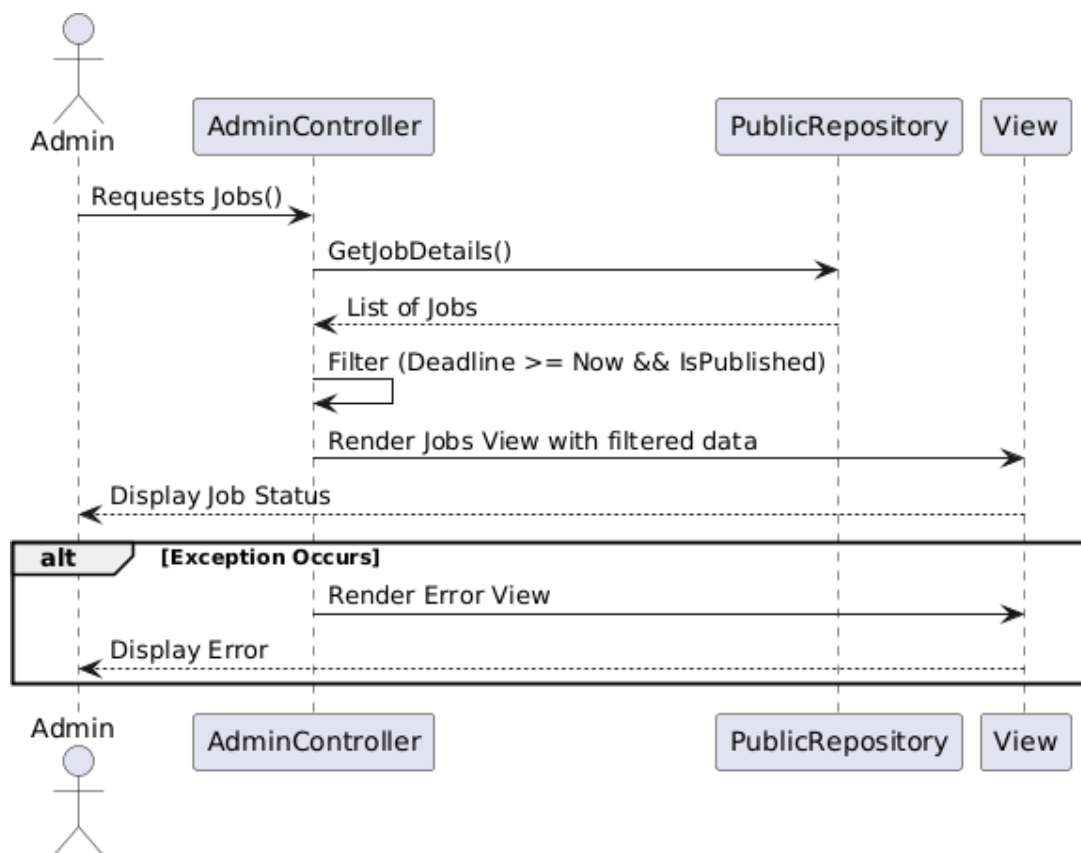 Admin
AdminController
PublicRepository
View
Requests Jobs()
GetJobDetails()
List of Jobs
Filter (Deadline >= Now && IsPublished)
Render Jobs View with filtered data
Display Job Status
alt [Exception Occurs]
Render Error View
Display Error
Admin
AdminController
PublicRepository
View